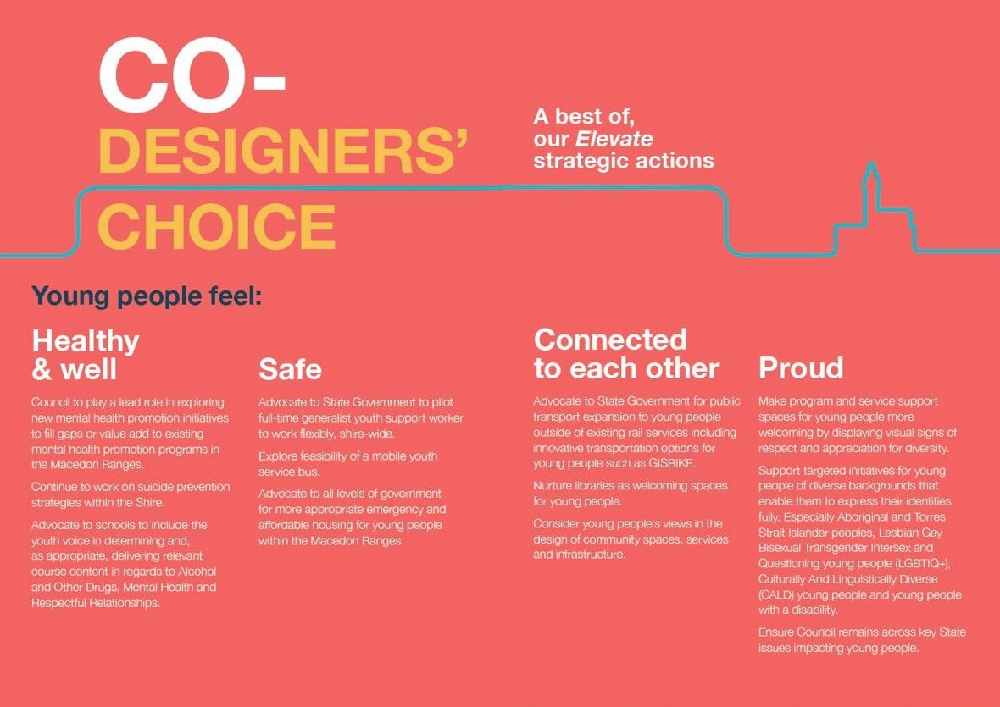 CO-
DESIGNERS’
CHOICE
A best of,
our Elevate
strategic actions
Young people feel:
Healthy
& well
Council to play a lead role in exploring
new mental health promotion initiatives
to fill gaps or value add to existing
mental health promotion programs in
the Macedon Ranges.
Continue to work on suicide prevention
strategies within the Shire.
Advocate to schools to include the
youth voice in determining and,
as appropriate, delivering relevant
course content in regards to Alcohol
and Other Drugs, Mental Health and
Respectful Relationships.
Safe
Advocate to State Government to pilot
full-time generalist youth support worker
to work flexibly, shire-wide.
Explore feasibility of a mobile youth
service bus.
Advocate to all levels of government
for more appropriate emergency and
affordable housing for young people
within the Macedon Ranges.
Connected
to each other
Advocate to State Government for public
transport expansion to young people
outside of existing rail services including
innovative transportation options for
young people such as GISBIKE.
Nurture libraries as welcoming spaces
for young people.
Consider young people's views in the
design of community spaces, services
and infrastructure.
Proud
Make program and service support
spaces for young people more
welcoming by displaying visual signs of
respect and appreciation for diversity.
Support targeted initiatives for young
people of diverse backgrounds that
enable them to express their identities
fully. Especially Aboriginal and Torres
Strait Islander peoples, Lesbian Gay
Bisexual Transgender Intersex and
Questioning young people (LGBTIQ+),
Culturally And Linguistically Diverse
(CALD) young people and young people
with a disability.
Ensure Council remains across key State
issues impacting young people.